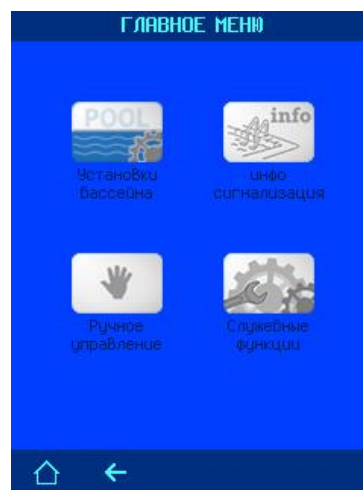 ГЛАВНОЕ МЕНЮ
POOL
info
Установки
бассейна
инфо
сигнализация
Ручное
управление
Служебные
функции